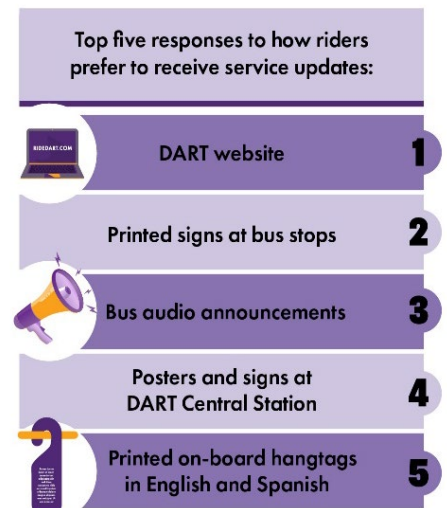 Top five responses to how riders
prefer to receive service updates:
RIDEDART.COM
DART website
1
Printed signs at bus stops
2
Bus audio announcements
3
Posters and signs at
DART Central Station
4
Printed on-board hangtags
in English and Spanish
5